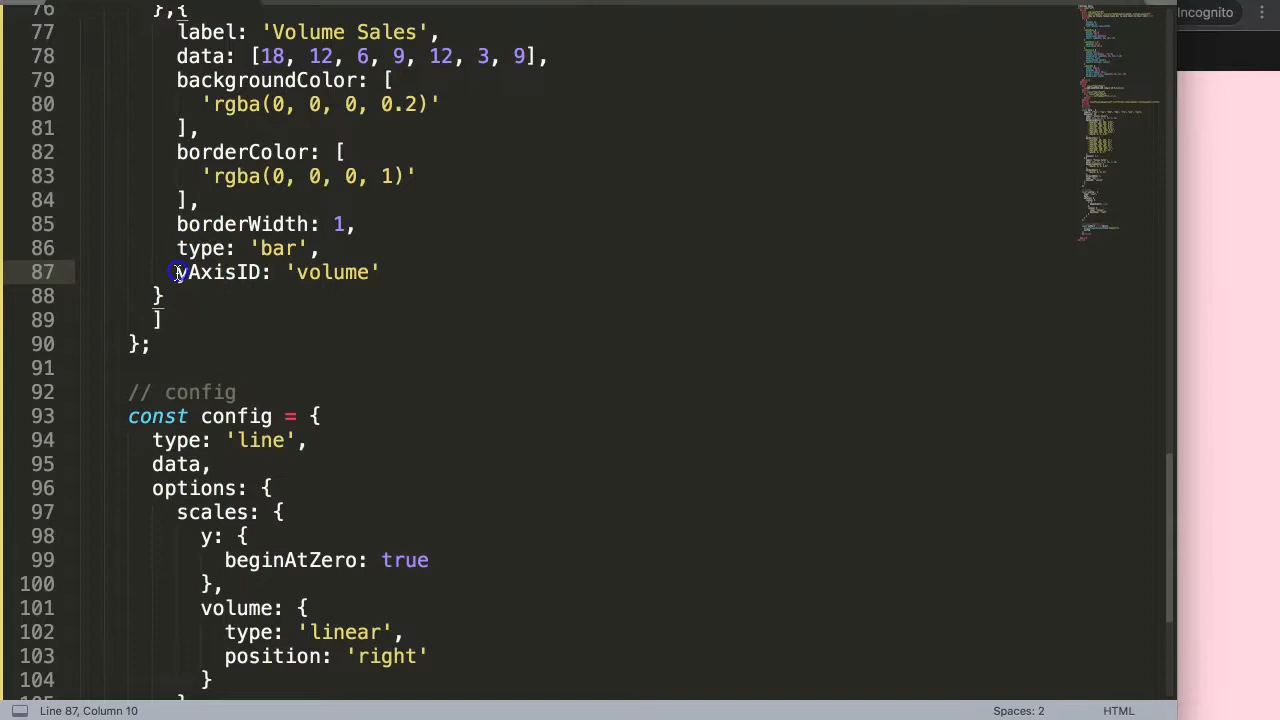 Incognito
76 },{
77 label: 'Volume Sales',
78 data: [18, 12, 6, 9, 12, 3, 9],
79 backgroundColor: [
80 'rgba(0, 0, 0, 0.2)'
81 ],
82 borderColor: [
83 'rgba(0, 0, 0, 1)'
84 ],
85 borderWidth: 1,
86 type: 'bar',
87 yAxisID: 'volume'
88 }
89 ]
90 };
91
92 // config
93 const config = {
94 type: 'line',
95 data,
96 options: {
97 scales: {
98 y: {
99 beginAtZero: true
100 },
101 volume: {
102 type: 'linear',
103 position: 'right'
104 }
105 }
Line 87, Column 10 Spaces: 2 HTML